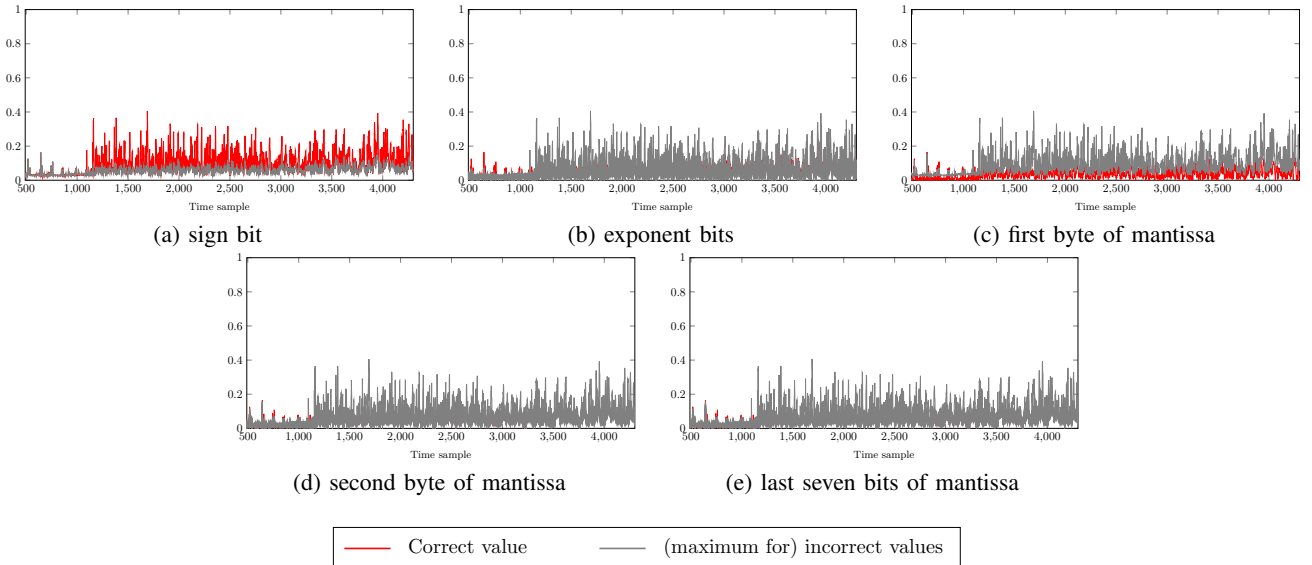 1
0.8
0.6
0.4
0.2
0
500 1,000 1,500 2,000 2,500 3,000 3,500 4,000
Time sample
(a) sign bit
1
0.8
0.6
0.4
0.2
0
500 1,000 1,500 2,000 2,500 3,000 3,500 4,000
Time sample
(b) exponent bits
1
0.8
0.6
0.4
0.2
0
500 1,000 1,500 2,000 2,500 3,000 3,500 4,000
Time sample
(c) first byte of mantissa
1
0.8
0.6
0.4
0.2
0
500 1,000 1,500 2,000 2,500 3,000 3,500 4,000
Time sample
(d) second byte of mantissa
1
0.8
0.6
0.4
0.2
0
500 1,000 1,500 2,000 2,500 3,000 3,500 4,000
Time sample
(e) last seven bits of mantissa
Correct value (maximum for) incorrect values